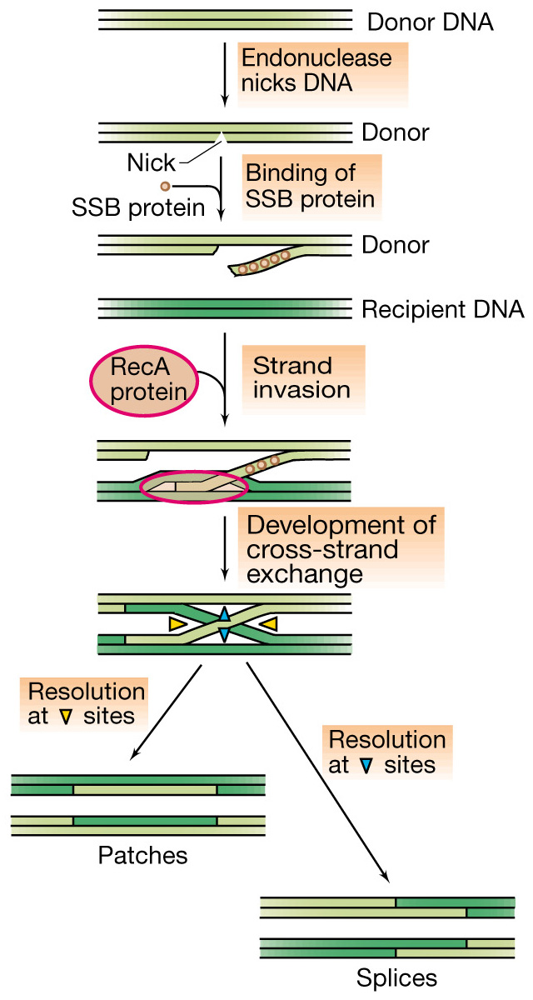 Donor DNA
Endonuclease
nicks DNA
Donor
Nick
Binding of
SSB protein
SSB protein
Donor
Recipient DNA
RecA
protein
Strand
invasion
Development of
cross-strand
exchange
Resolution
at ▼ sites
Resolution
at ▼ sites
Patches
Splices